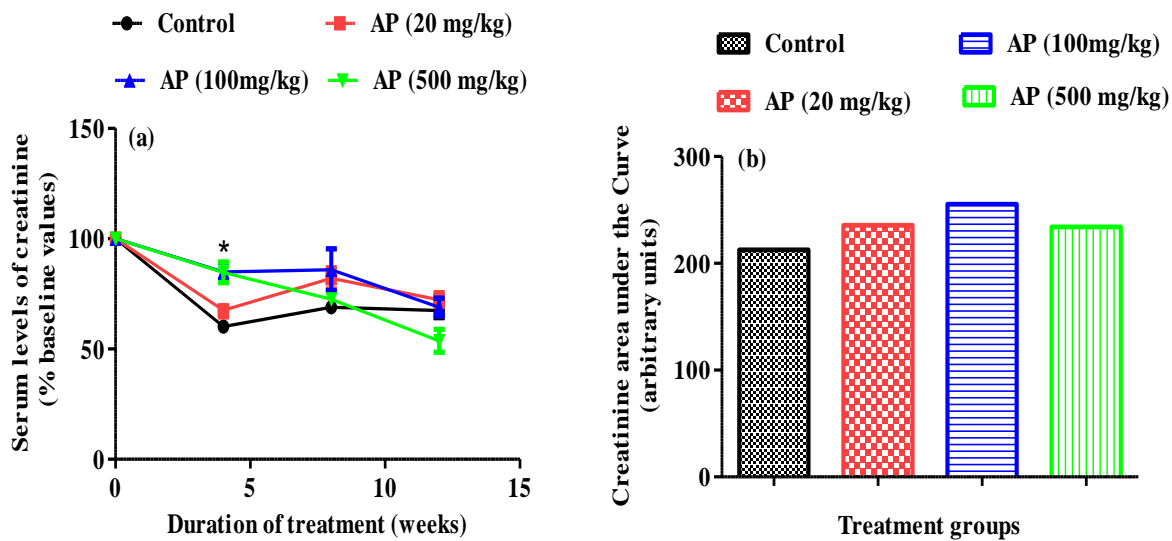 Control
AP (20 mg/kg)
AP (100mg/kg)
AP (500 mg/kg)
(a)
Serum levels of creatinine
(% baseline values)
150
100
50
0
*
0
5
10
15
Duration of treatment (weeks)
Control
AP (100mg/kg)
AP (20 mg/kg)
AP (500 mg/kg)
(b)
Creatinine area under the Curve
(arbitrary units)
300
200
100
0
Treatment groups